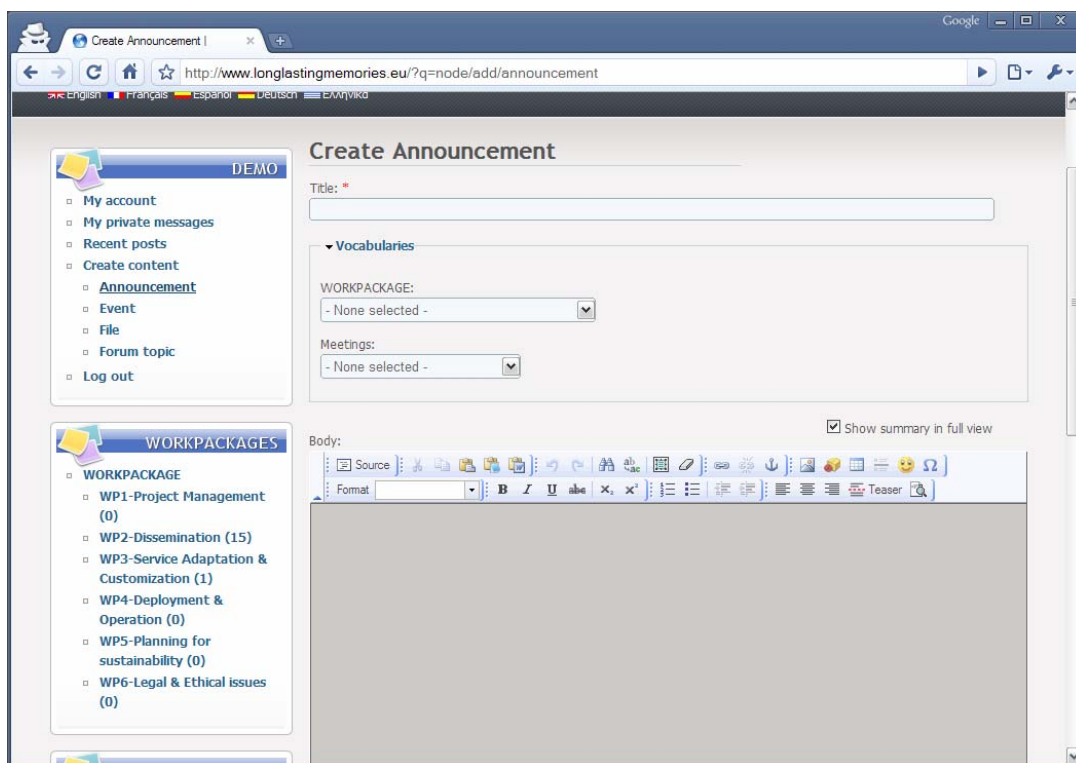 Google
Create Announcement |
http://www.longlastingmemories.eu/?q=node/add/announcement
English Français Español Deutsch Ελληνικά
DEMO
My account
My private messages
Recent posts
Create content
Announcement
Event
File
Forum topic
Log out
WORKPACKAGES
WORKPACKAGE
WP1-Project Management
(0)
WP2-Dissemination (15)
WP3-Service Adaptation &
Customization (1)
WP4-Deployment &
Operation (0)
WP5-Planning for
sustainability (0)
WP6-Legal & Ethical issues
(0)
Create Announcement
Title: *
Vocabularies
WORKPACKAGE:
- None selected -
Meetings:
- None selected -
Show summary in full view
Body:
Source
Format B I U abc X₂ X² Teaser